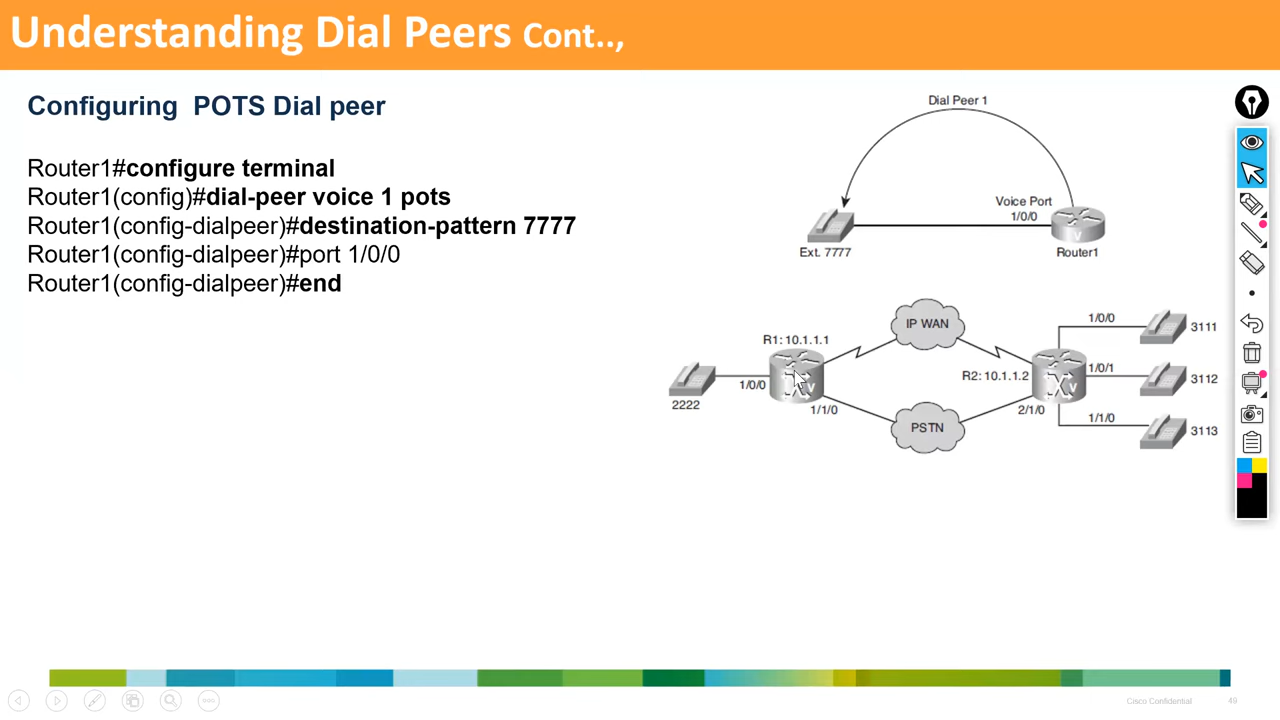 Understanding Dial Peers Cont..,
Configuring POTS Dial peer
Router1#configure terminal
Router1(config)#dial-peer voice 1 pots
Router1(config-dialpeer)#destination-pattern 7777
Router1(config-dialpeer)#port 1/0/0
Router1(config-dialpeer)#end
Dial Peer 1
Voice Port
1/0/0
V
Ext. 7777
Router1
IP WAN
R1: 10.1.1.1
1/0/0
3111
R2: 10.1.1.2
1/0/1
3112
V
V
1/0/0
2222
1/1/0
PSTN
2/1/0
1/1/0
3113
Cisco Confidential
49